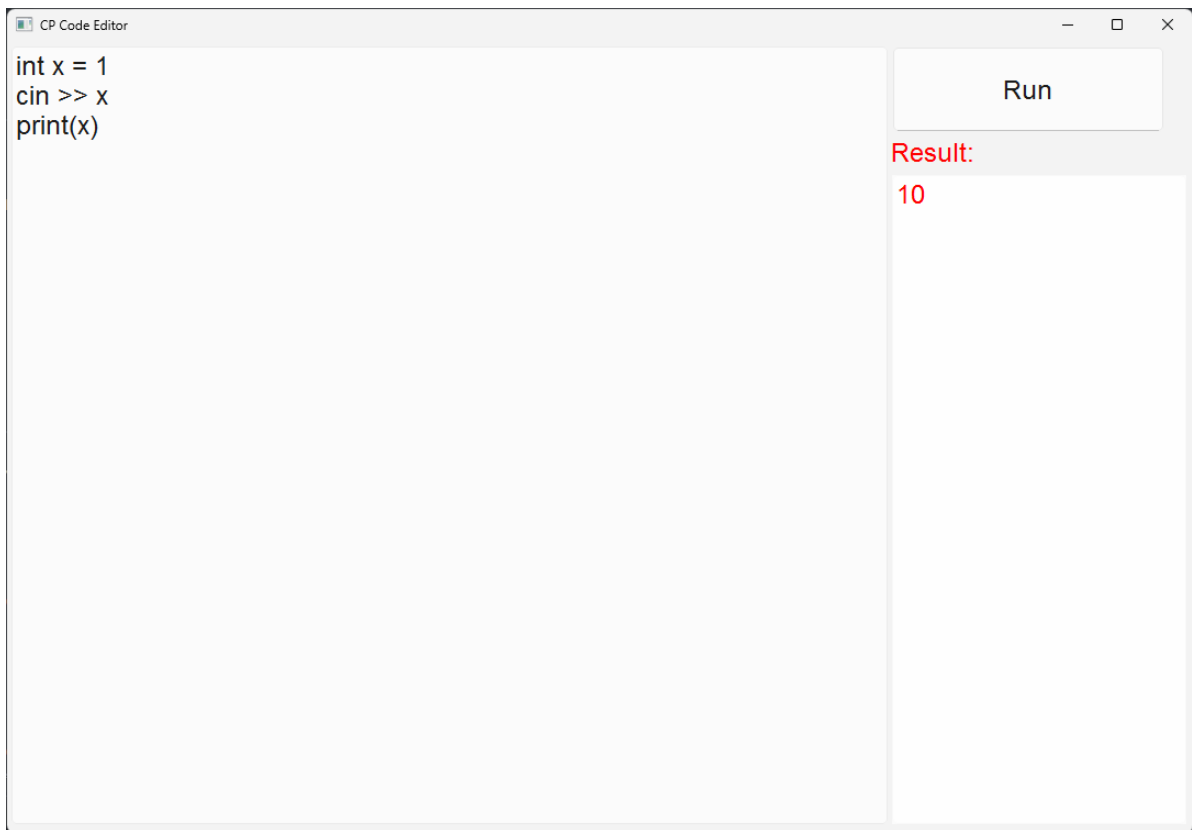 CP Code Editor
int x = 1
cin >> x
print(x)
Run
Result:
10